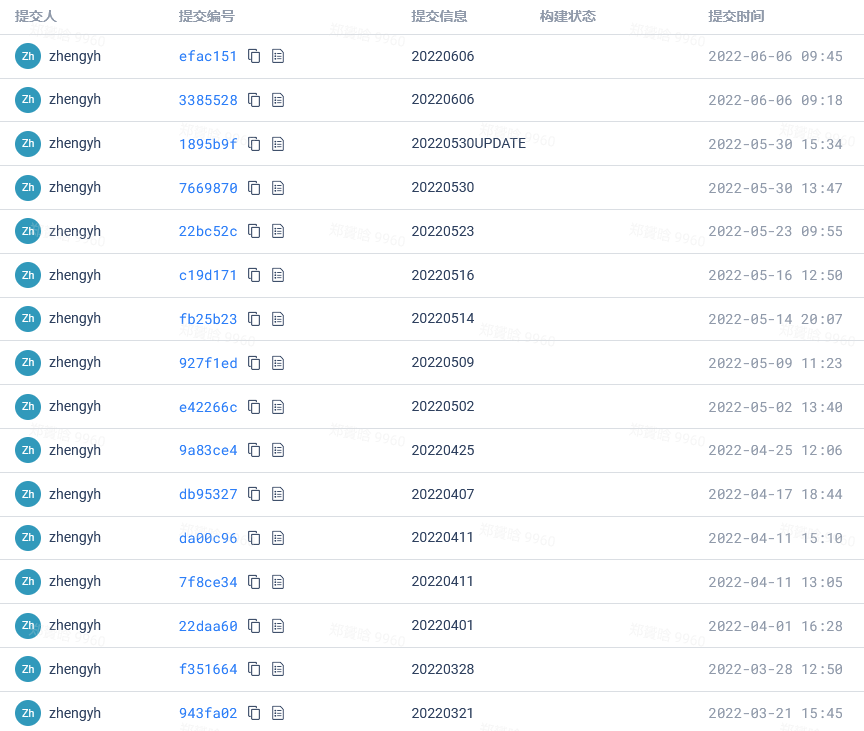 提交人 提交编号 提交信息 构建状态 提交时间
Zh zhengyh efac151 20220606 2022-06-06 09:45
Zh zhengyh 3385528 20220606 2022-06-06 09:18
Zh zhengyh 1895b9f 20220530UPDATE 2022-05-30 15:34
Zh zhengyh 7669870 20220530 2022-05-30 13:47
Zh zhengyh 22bc52c 20220523 2022-05-23 09:55
Zh zhengyh c19d171 20220516 2022-05-16 12:50
Zh zhengyh fb25b23 20220514 2022-05-14 20:07
Zh zhengyh 927f1ed 20220509 2022-05-09 11:23
Zh zhengyh e42266c 20220502 2022-05-02 13:40
Zh zhengyh 9a83ce4 20220425 2022-04-25 12:06
Zh zhengyh db95327 20220407 2022-04-17 18:44
Zh zhengyh da00c96 20220411 2022-04-11 15:10
Zh zhengyh 7f8ce34 20220411 2022-04-11 13:05
Zh zhengyh 22daa60 20220401 2022-04-01 16:28
Zh zhengyh f351664 20220328 2022-03-28 12:50
Zh zhengyh 943fa02 20220321 2022-03-21 15:45